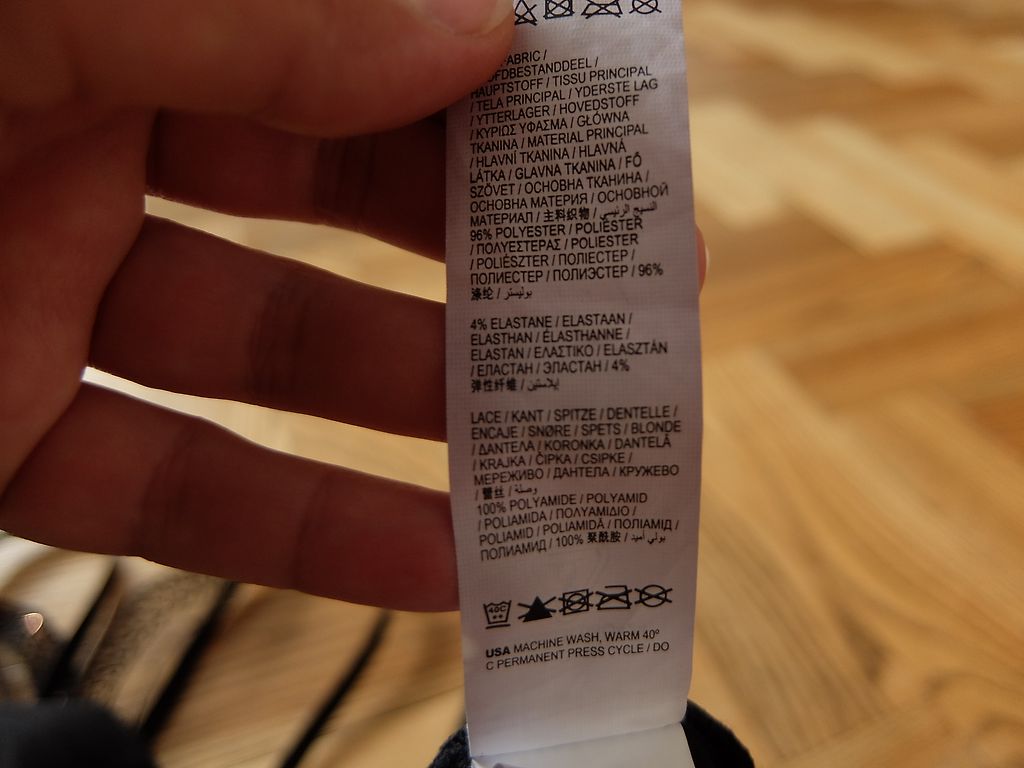 ABRIC /
OFDBESTANDDEEL /
HAUPTSTOFF / TISSU PRINCIPAL
/ TELA PRINCIPAL / YDERSTE LAG
/ YTTERLAGER / HOVEDSTOFF
/ ΚΥΡΙΩΣ ΥΦΑΣΜΑ / GŁÓWNA
TKANINA / MATERIAL PRINCIPAL
/ HLAVNÍ TKANINA / HLAVNÁ
LÁTKA / GLAVNA TKANINA / FŐ
SZÖVET / ОСНОВНА ТКАНИНА /
ОСНОВНА МАТЕРИЯ / ОСНОВНОЙ
МАТЕРИАЛ / 主料织物 / النسيج الرئيسي
96% POLYESTER / POLIÉSTER
/ ΠΟΛΥΕΣΤΕΡΑΣ / POLIESTER
/ POLIÉSZTER / ПОЛІЕСТЕР /
ПОЛИЕСТЕР / ПОЛИЭСТЕР / 96%
涤纶 / بوليستر
4% ELASTANE / ELASTAAN /
ELASTHAN / ÉLASTHANNE /
ELASTAN / ΕΛΑΣΤΙΚΟ / ELASZTÁN
/ ЕЛАСТАН / ЭЛАСТАН / 4%
弹性纤维 / إيلاستين
LACE / KANT / SPITZE / DENTELLE /
ENCAJE / SNØRE / SPETS / BLONDE
/ ΔΑΝΤΕΛΑ / KORONKA / DANTELĂ
/ KRAJKA / ČIPKA / CSIPKE /
МЕРЕЖИВО / ДАНТЕЛА / КРУЖЕВО
/ 蕾丝 / وصلة
100% POLYAMIDE / POLYAMID
/ POLIAMIDA / ΠΟΛΥΑΜΙΔΙΟ /
POLIAMID / POLIAMIDĂ / ПОЛІАМІД /
ПОЛИАМИД / 100% 聚酰胺 / بولي أميد
40C
USA MACHINE WASH, WARM 40º
C PERMANENT PRESS CYCLE / DO